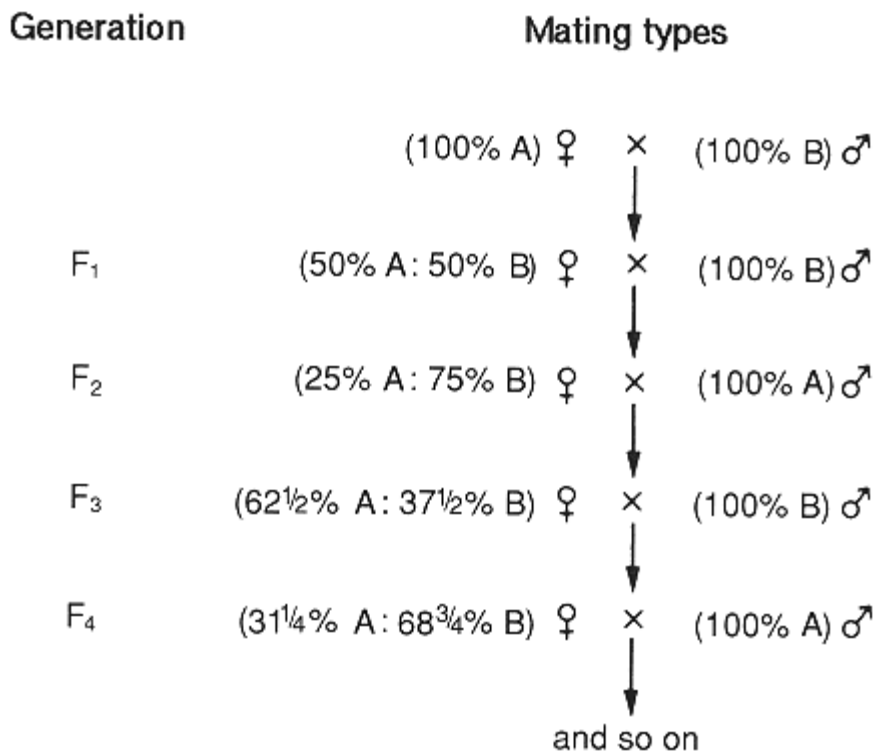 Generation Mating types
(100% A) ♀ × (100% B) ♂
F₁ (50% A : 50% B) ♀ × (100% B) ♂
F₂ (25% A : 75% B) ♀ × (100% A) ♂
F₃ (62½% A : 37½% B) ♀ × (100% B) ♂
F₄ (31¼% A : 68¾% B) ♀ × (100% A) ♂
and so on